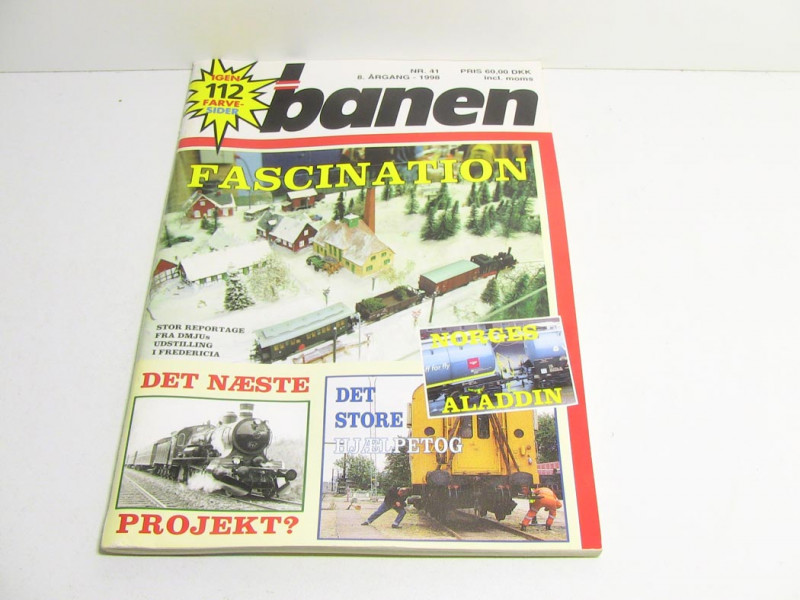 IGEN
112
FARVE-
SIDER
NR. 41
6. ÅRGANG - 1998
PRIS 60,00 DKK
incl. moms
banen
FASCINATION
STOR REPORTAGE
FRA DMJUs
UDSTILLING
I FREDERICIA
NORGES
ALADDIN
DET NÆSTE
PROJEKT?
DET
STORE
HJÆLPETOG